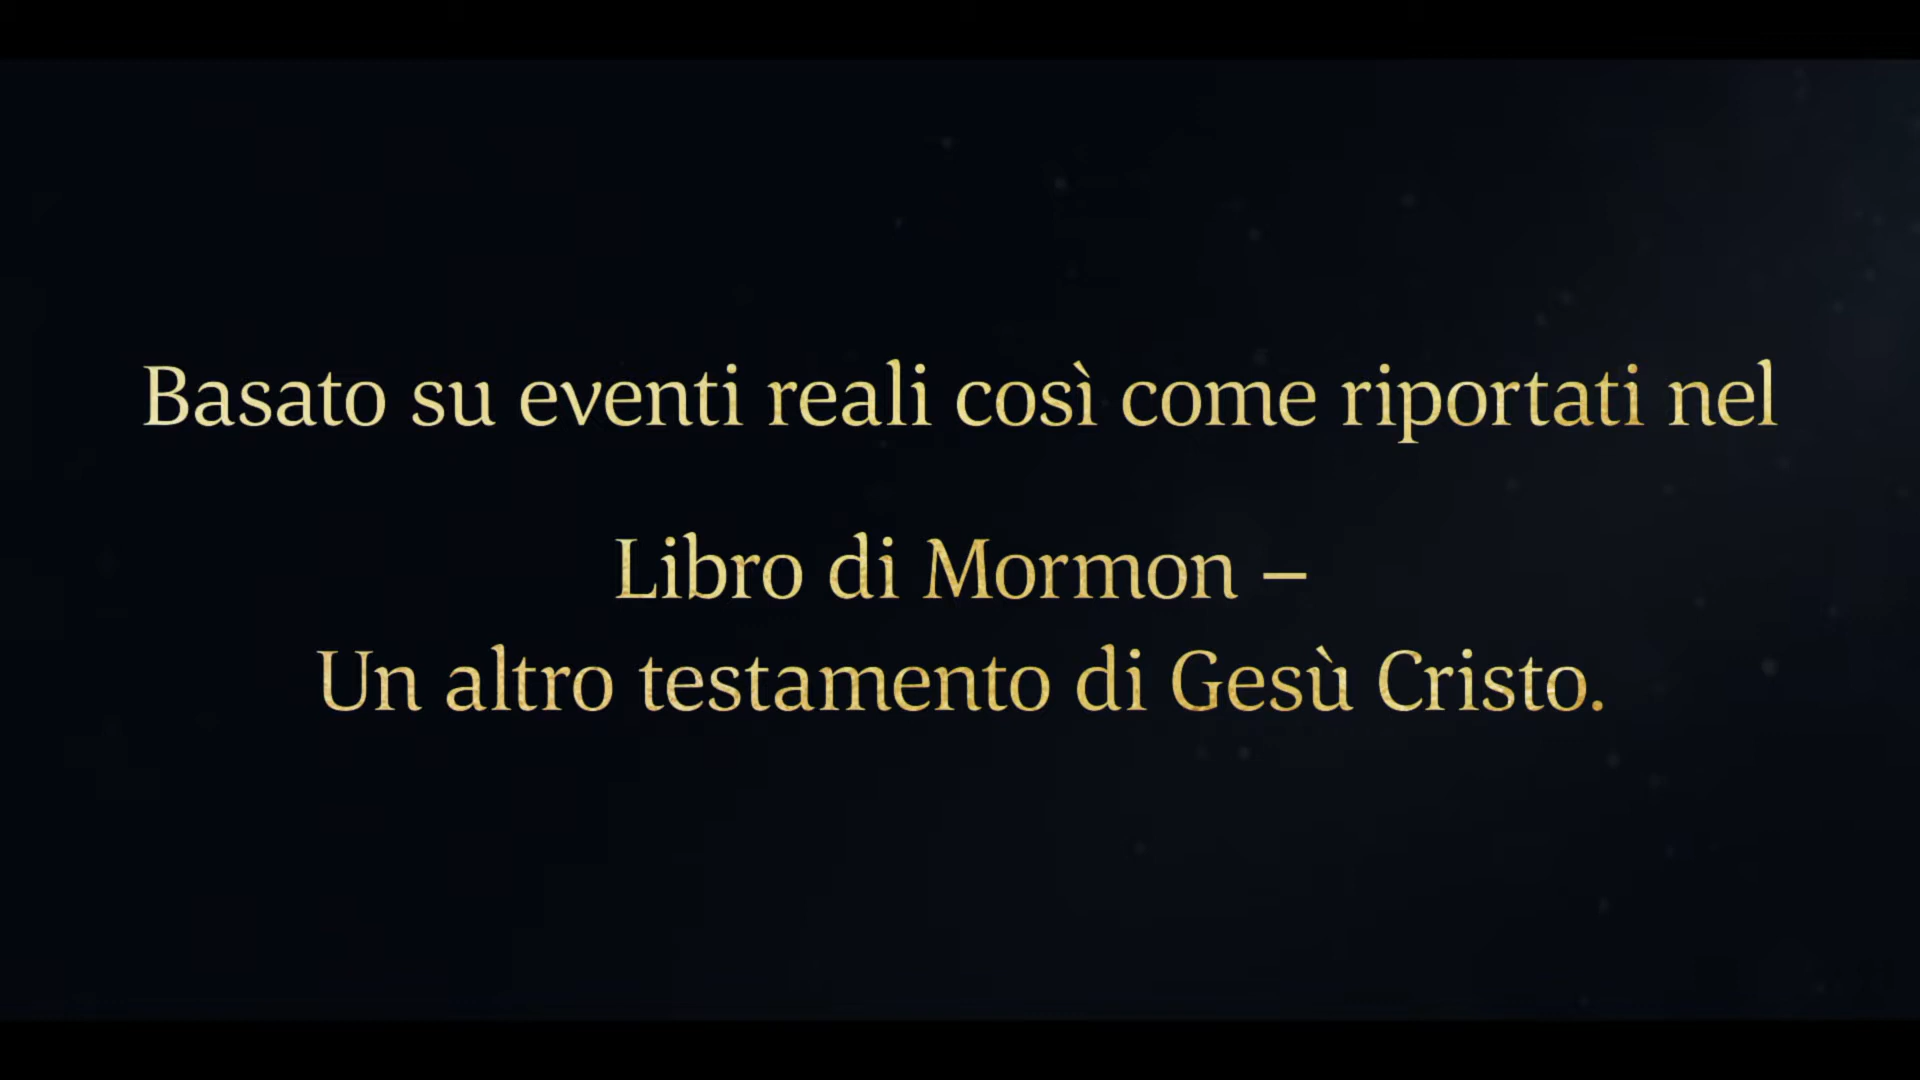 Basato su eventi reali così come riportati nel
Libro di Mormon –
Un altro testamento di Gesù Cristo.